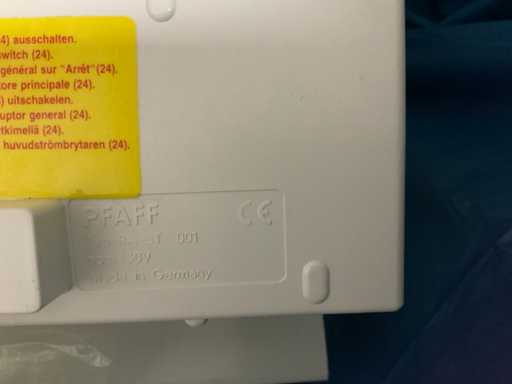 4) ausschalten.
switch (24).
général sur "Arrêt"(24).
tore principale (24).
) uitschakelen.
uptor general (24).
tkimellä (24).
huvudströmbrytaren (24).
PFAFF CE
001
in Germany